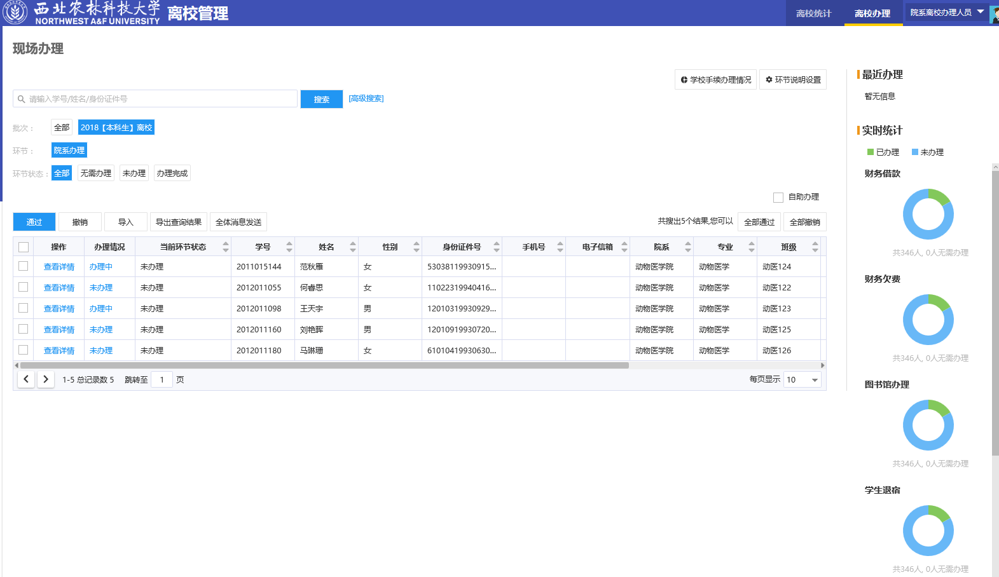 西北农林科技大学 离校管理
NORTHWEST A&F UNIVERSITY
离校统计 离校办理 院系离校办理人员
现场办理
学校手续办理情况 环节说明设置
请输入学号/姓名/身份证件号 搜索 [高级搜索]
批次： 全部 2018【本科生】离校
环节： 院系办理
环节状态： 全部 无需办理 未办理 办理完成
自助办理
通过 撤销 导入 导出查询结果 全体消息发送 共搜出5个结果,您可以 全部通过 全部撤销
操作 办理情况 当前环节状态 学号 姓名 性别 身份证件号 手机号 电子信箱 院系 专业 班级
查看详情 办理中 未办理 2011015144 范秋雁 女 53038119930915... 动物医学院 动物医学 动医124
查看详情 未办理 未办理 2012011055 何睿思 女 11022319940416... 动物医学院 动物医学 动医122
查看详情 办理中 未办理 2012011098 王天宇 男 12010319930929... 动物医学院 动物医学 动医123
查看详情 未办理 未办理 2012011160 刘艳晖 男 12010919930720... 动物医学院 动物医学 动医125
查看详情 未办理 未办理 2012011180 马琳珊 女 61010419930630... 动物医学院 动物医学 动医126
1-5 总记录数 5 跳转至 1 页 每页显示 10
最近办理
暂无信息
实时统计
已办理 未办理
财务借款
共346人, 0人无需办理
财务欠费
共346人, 0人无需办理
图书馆办理
共346人, 0人无需办理
学生退宿
共346人, 0人无需办理